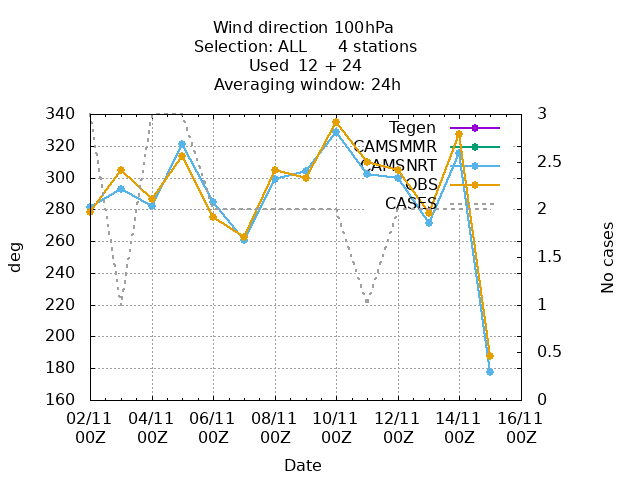 Wind direction 100hPa
Selection: ALL 4 stations
Used 12 + 24
Averaging window: 24h
340
320
300
280
260
240
220
200
180
160
3
2.5
2
1.5
1
0.5
0
Tegen
CAMSMMR
CAMSNRT
OBS
CASES
deg
No cases
02/11 04/11 06/11 08/11 10/11 12/11 14/11 16/11
00Z 00Z 00Z 00Z 00Z 00Z 00Z 00Z
Date